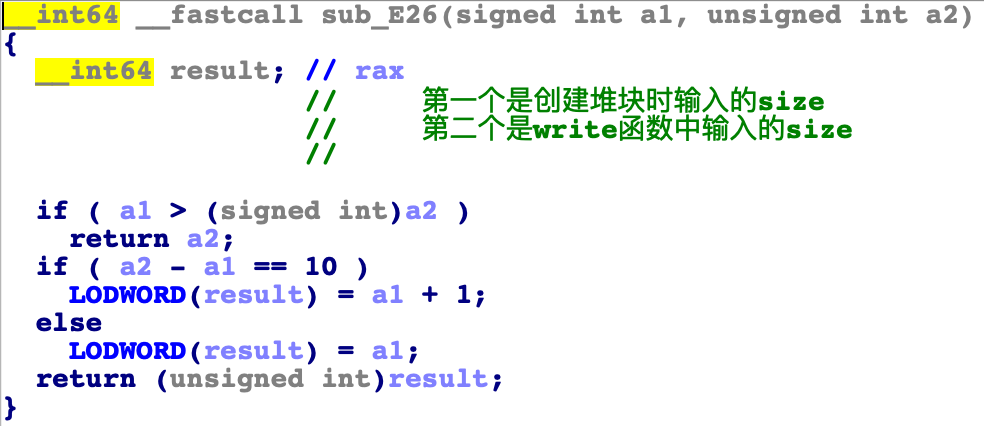 __int64 __fastcall sub_E26(signed int a1, unsigned int a2)
{
  __int64 result; // rax
                  //     第一个是创建堆块时输入的size
                  //     第二个是write函数中输入的size
                  //

  if ( a1 > (signed int)a2 )
    return a2;
  if ( a2 - a1 == 10 )
    LODWORD(result) = a1 + 1;
  else
    LODWORD(result) = a1;
  return (unsigned int)result;
}